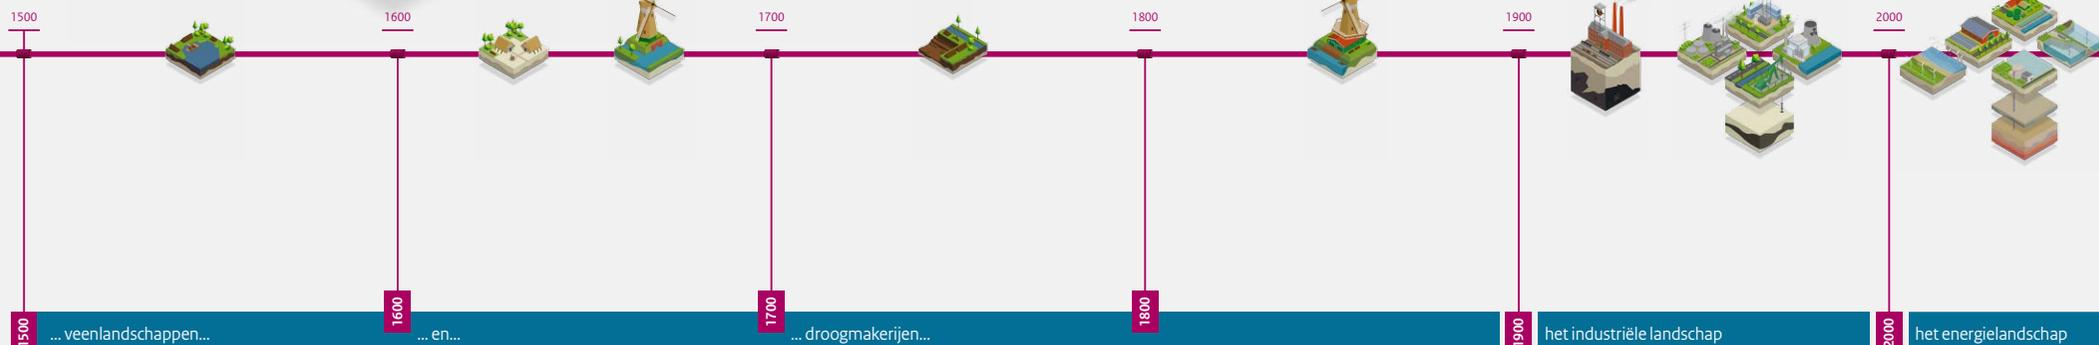 1500
1600
1700
1800
1900
2000
1600
1700
1800
1500
... veenlandschappen...
... en...
... droogmakerijen...
1900
het industriële landschap
2000
het energielandschap